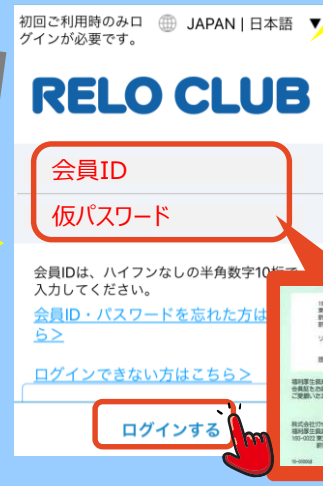 初回ご利用時のみロ
グインが必要です。
JAPAN | 日本語 ▼
RELO CLUB
会員ID
仮パスワード
会員IDは、ハイフンなしの半角数字10桁で
入力してください。
会員ID・パスワードを忘れた方は
ら>
ログインできない方はこちら>
ログインする